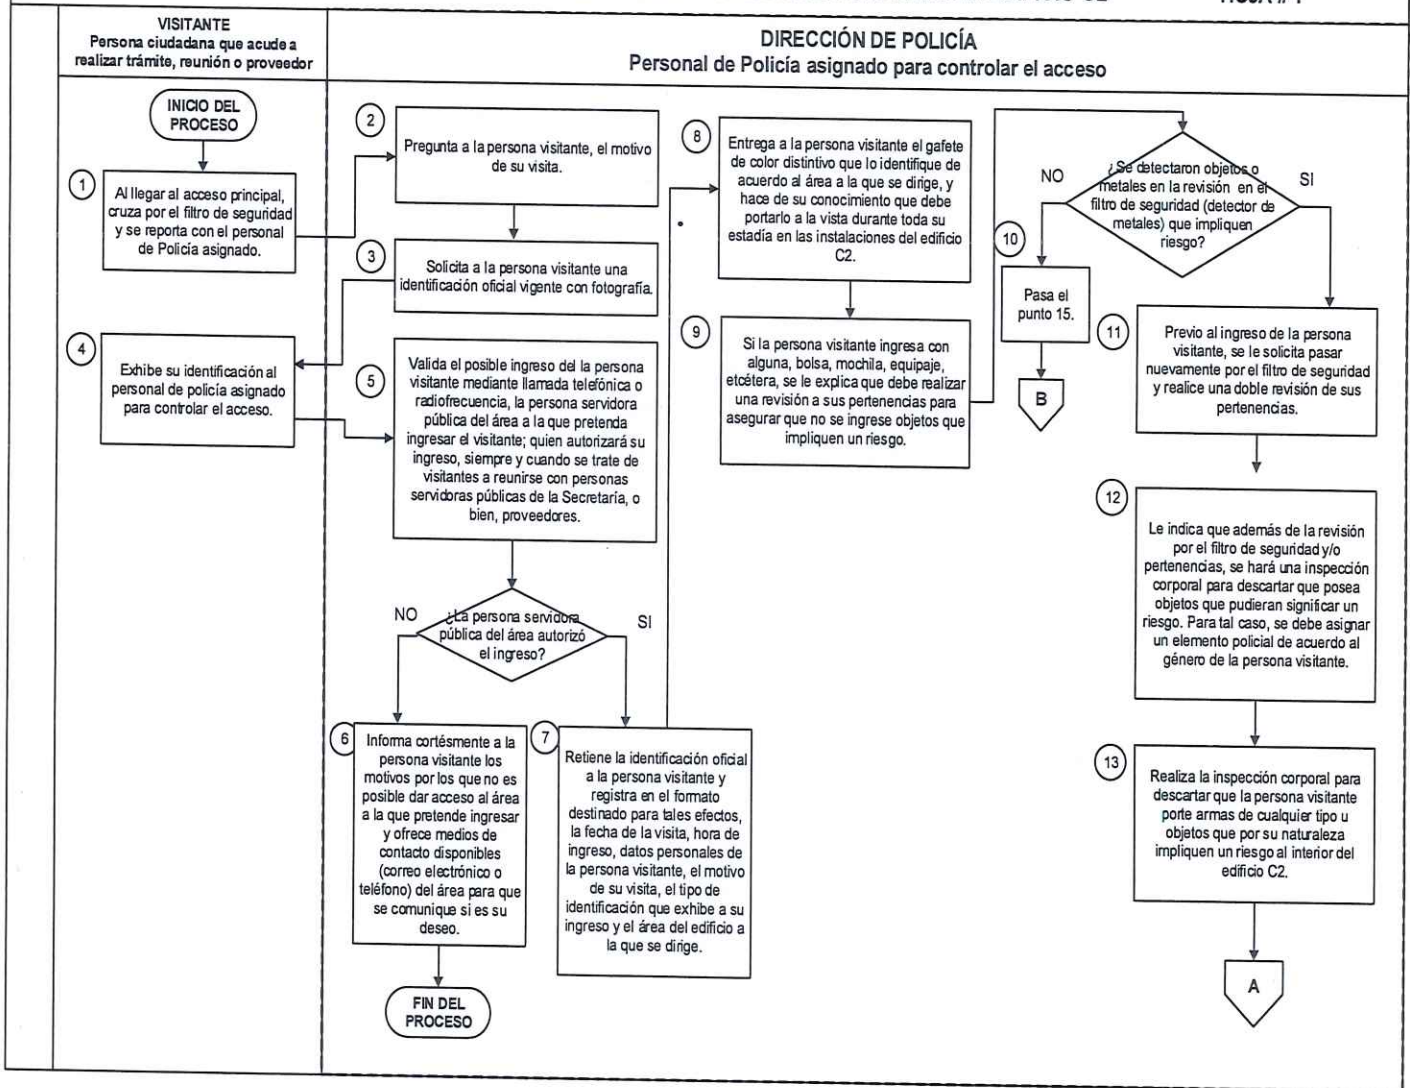 VISITANTE
Persona ciudadana que acude a
realizar trámite, reunión o proveedor
DIRECCIÓN DE POLICÍA
Personal de Policía asignado para controlar el acceso
INICIO DEL
PROCESO
1
Al llegar al acceso principal,
cruza por el filtro de seguridad
y se reporta con el personal
de Policía asignado.
2
Pregunta a la persona visitante, el motivo
de su visita.
3
Solicita a la persona visitante una
identificación oficial vigente con fotografía.
4
Exhibe su identificación al
personal de policía asignado
para controlar el acceso.
5
Valida el posible ingreso del la persona
visitante mediante llamada telefónica o
radiofrecuencia, la persona servidora
pública del área a la que pretenda
ingresar el visitante; quien autorizará su
ingreso, siempre y cuando se trate de
visitantes a reunirse con personas
servidoras públicas de la Secretaría, o
bien, proveedores.
NO
¿La persona servidora
pública del área autorizó
el ingreso?
SI
6
Informa cortésmente a la
persona visitante los
motivos por los que no es
posible dar acceso al área
a la que pretende ingresar
y ofrece medios de
contacto disponibles
(correo electrónico o
teléfono) del área para que
se comunique si es su
deseo.
FIN DEL
PROCESO
7
Retiene la identificación oficial
a la persona visitante y
registra en el formato
destinado para tales efectos,
la fecha de la visita, hora de
ingreso, datos personales de
la persona visitante, el motivo
de su visita, el tipo de
identificación que exhibe a su
ingreso y el área del edificio a
la que se dirige.
8
Entrega a la persona visitante el gafete
de color distintivo que lo identifique de
acuerdo al área a la que se dirige, y
hace de su conocimiento que debe
portarlo a la vista durante toda su
estadía en las instalaciones del edificio
C2.
9
Si la persona visitante ingresa con
alguna, bolsa, mochila, equipaje,
etcétera, se le explica que debe realizar
una revisión a sus pertenencias para
asegurar que no se ingrese objetos que
impliquen un riesgo.
NO
¿Se detectaron objetos o
metales en la revisión en el
filtro de seguridad (detector de
metales) que impliquen
riesgo?
SI
10
Pasa el
punto 15.
B
11
Previo al ingreso de la persona
visitante, se le solicita pasar
nuevamente por el filtro de seguridad
y realice una doble revisión de sus
pertenencias.
12
Le indica que además de la revisión
por el filtro de seguridad y/o
pertenencias, se hará una inspección
corporal para descartar que posea
objetos que pudieran significar un
riesgo. Para tal caso, se debe asignar
un elemento policial de acuerdo al
género de la persona visitante.
13
Realiza la inspección corporal para
descartar que la persona visitante
porte armas de cualquier tipo u
objetos que por su naturaleza
impliquen un riesgo al interior del
edificio C2.
A